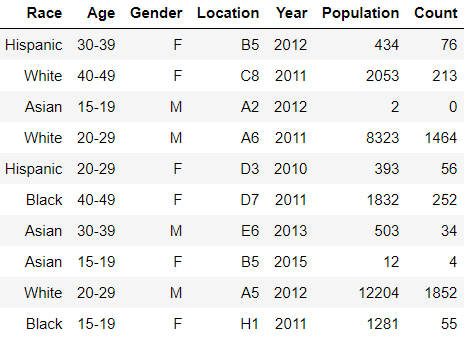 Race Age Gender Location Year Population Count
Hispanic 30-39 F B5 2012 434 76
White 40-49 F C8 2011 2053 213
Asian 15-19 M A2 2012 2 0
White 20-29 M A6 2011 8323 1464
Hispanic 20-29 F D3 2010 393 56
Black 40-49 F D7 2011 1832 252
Asian 30-39 M E6 2013 503 34
Asian 15-19 F B5 2015 12 4
White 20-29 M A5 2012 12204 1852
Black 15-19 F H1 2011 1281 55